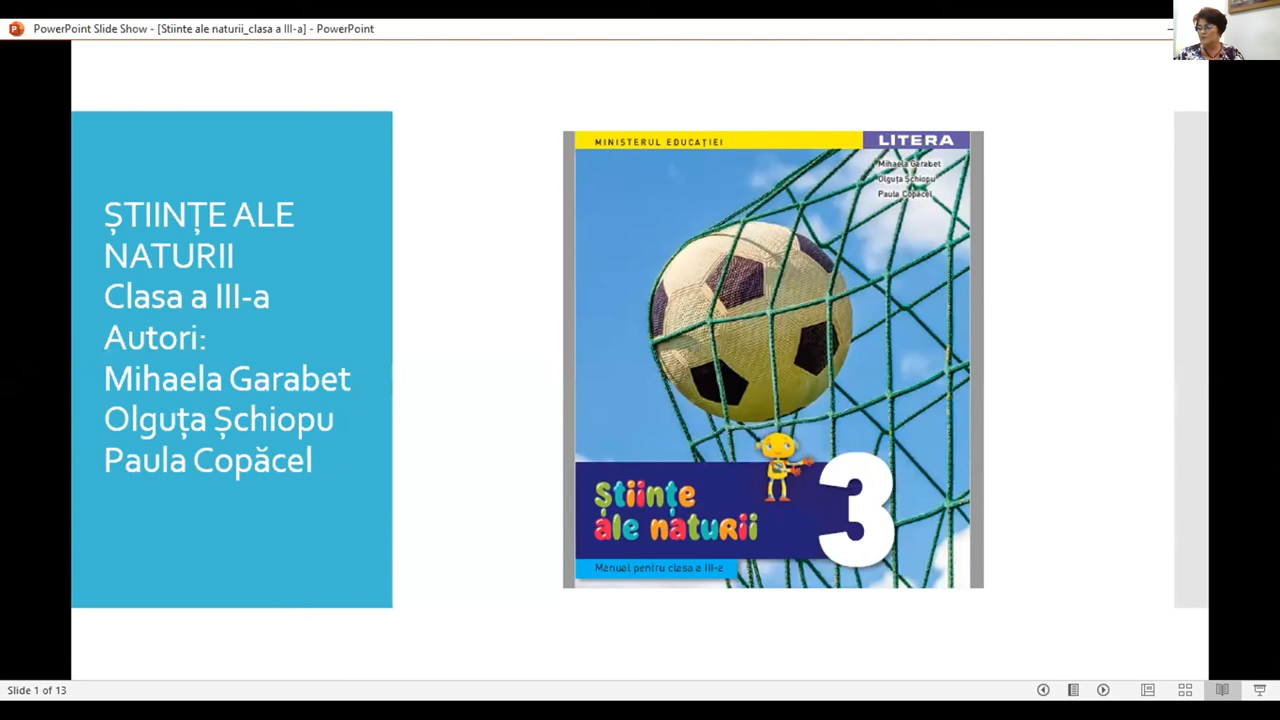 PowerPoint Slide Show - [Stiinte ale naturii_clasa a III-a] - PowerPoint
ȘTIINȚE ALE
NATURII
Clasa a III-a
Autori:
Mihaela Garabet
Olguța Șchiopu
Paula Copăcel
MINISTERUL EDUCAȚIEI
LITERA
Mihaela Garabet
Olguța Șchiopu
Paula Copăcel
Științe
ale naturii
3
Manual pentru clasa a III-a
Slide 1 of 13